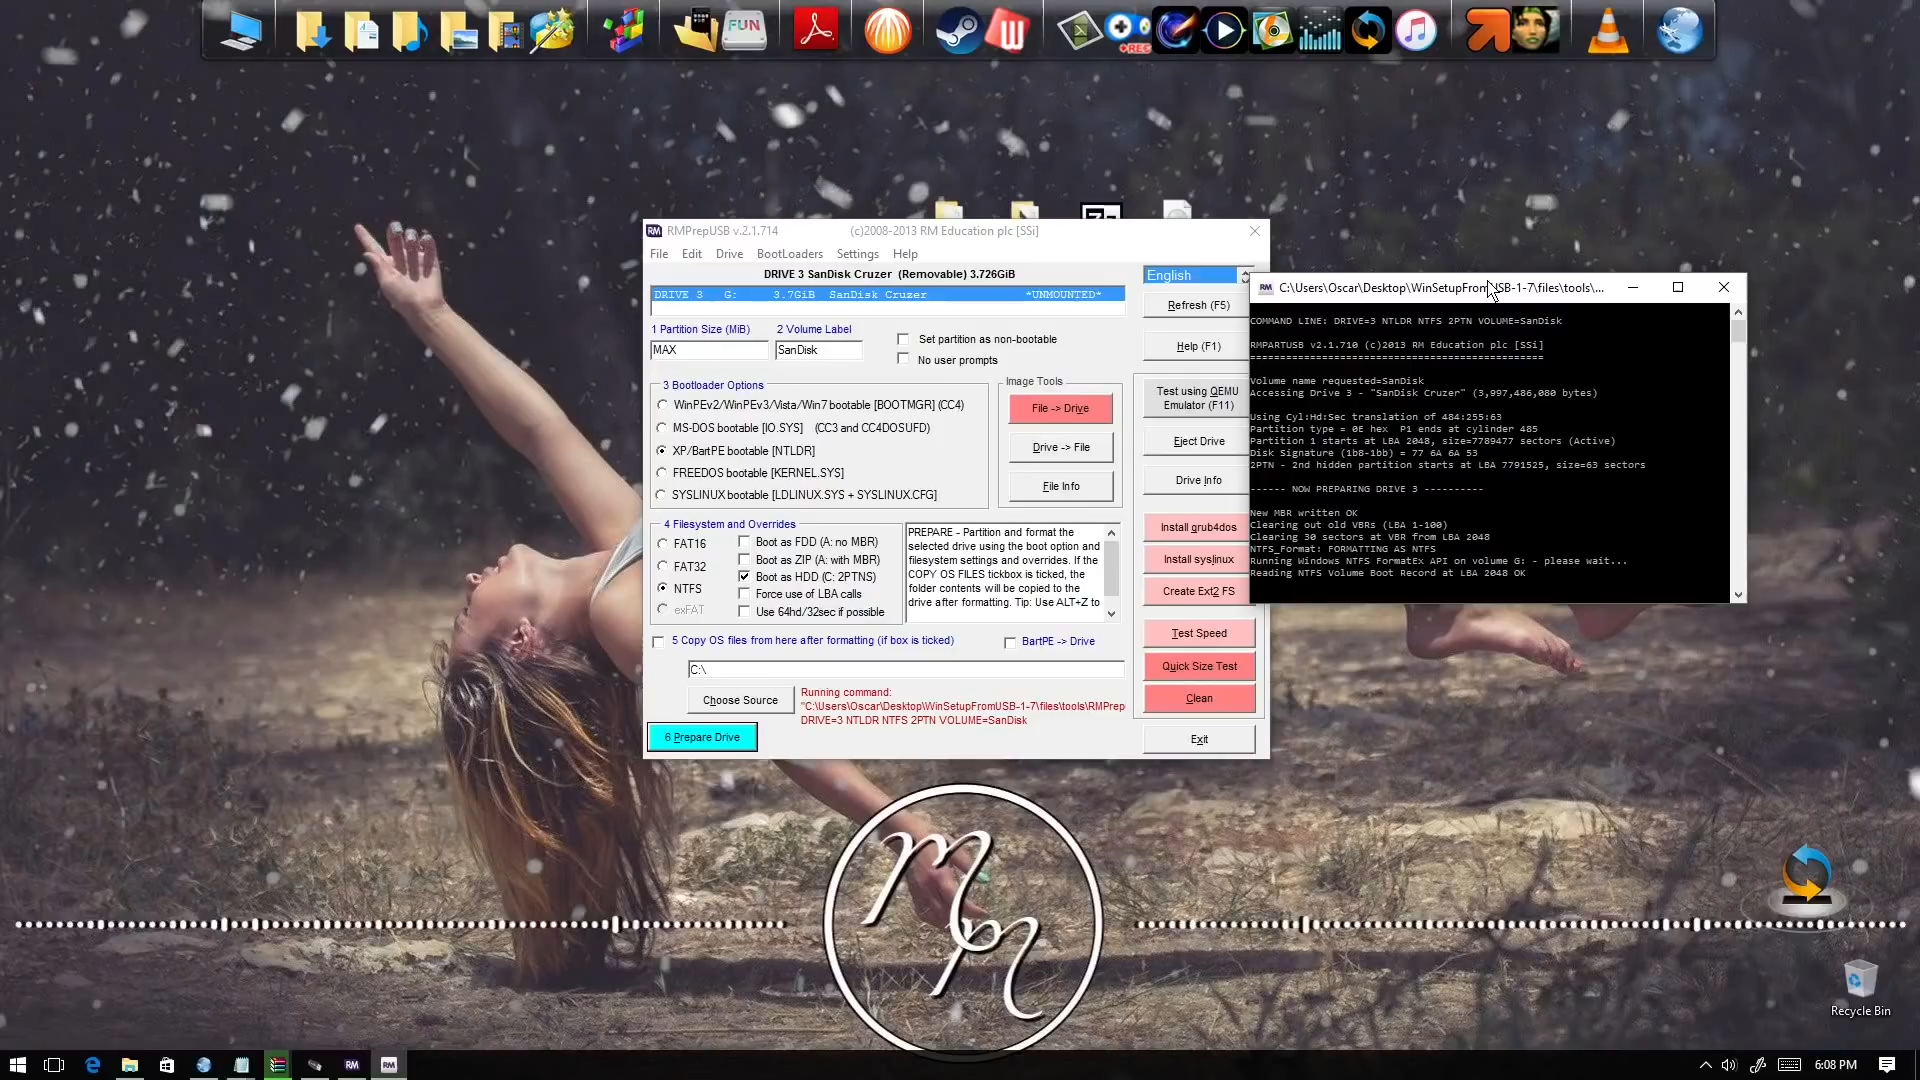 FUN
+REC
RMPrepUSB v.2.1.714 (c)2008-2013 RM Education plc [SSi]
File Edit Drive BootLoaders Settings Help
DRIVE 3 SanDisk Cruzer (Removable) 3.726GiB
DRIVE 3 G: 3.7GiB SanDisk Cruzer *UNMOUNTED*
1 Partition Size (MiB) 2 Volume Label
MAX SanDisk
Set partition as non-bootable
No user prompts
3 Bootloader Options
WinPEv2/WinPEv3/Vista/Win7 bootable [BOOTMGR] (CC4)
MS-DOS bootable [IO.SYS] (CC3 and CC4DOSUFD)
XP/BartPE bootable [NTLDR]
FREEDOS bootable [KERNEL.SYS]
SYSLINUX bootable [LDLINUX.SYS + SYSLINUX.CFG]
Image Tools
File -> Drive
Drive -> File
File Info
4 Filesystem and Overrides
FAT16
FAT32
NTFS
exFAT
Boot as FDD (A: no MBR)
Boot as ZIP (A: with MBR)
Boot as HDD (C: 2PTNS)
Force use of LBA calls
Use 64hd/32sec if possible
PREPARE - Partition and format the
selected drive using the boot option and
filesystem settings and overrides. If the
COPY OS FILES tickbox is ticked, the
folder contents will be copied to the
drive after formatting. Tip: Use ALT+Z to
5 Copy OS files from here after formatting (if box is ticked) BartPE -> Drive
C:\
Choose Source
Running command:
"C:\Users\Oscar\Desktop\WinSetupFromUSB-1-7\files\tools\RMPrep
DRIVE=3 NTLDR NTFS 2PTN VOLUME=SanDisk
6 Prepare Drive
English
Refresh (F5)
Help (F1)
Test using QEMU
Emulator (F11)
Eject Drive
Drive Info
Install grub4dos
Install syslinux
Create Ext2 FS
Test Speed
Quick Size Test
Clean
Exit
C:\Users\Oscar\Desktop\WinSetupFromUSB-1-7\files\tools\...
COMMAND LINE: DRIVE=3 NTLDR NTFS 2PTN VOLUME=SanDisk
RMPARTUSB v2.1.710 (c)2013 RM Education plc [SSi]
=================================================
Volume name requested=SanDisk
Accessing Drive 3 - "SanDisk Cruzer" (3,997,486,080 bytes)
Using Cyl:Hd:Sec translation of 484:255:63
Partition type = 0E hex P1 ends at cylinder 485
Partition 1 starts at LBA 2048, size=7789477 sectors (Active)
Disk Signature (1b8-1bb) = 77 6A 6A 53
2PTN - 2nd hidden partition starts at LBA 7791525, size=63 sectors
------ NOW PREPARING DRIVE 3 ----------
New MBR written OK
Clearing out old VBRs (LBA 1-100)
Clearing 30 sectors at VBR from LBA 2048
NTFS_Format: FORMATTING AS NTFS
Running Windows NTFS FormatEx API on volume G: - please wait...
Reading NTFS Volume Boot Record at LBA 2048 OK
Recycle Bin
RM RM
6:08 PM